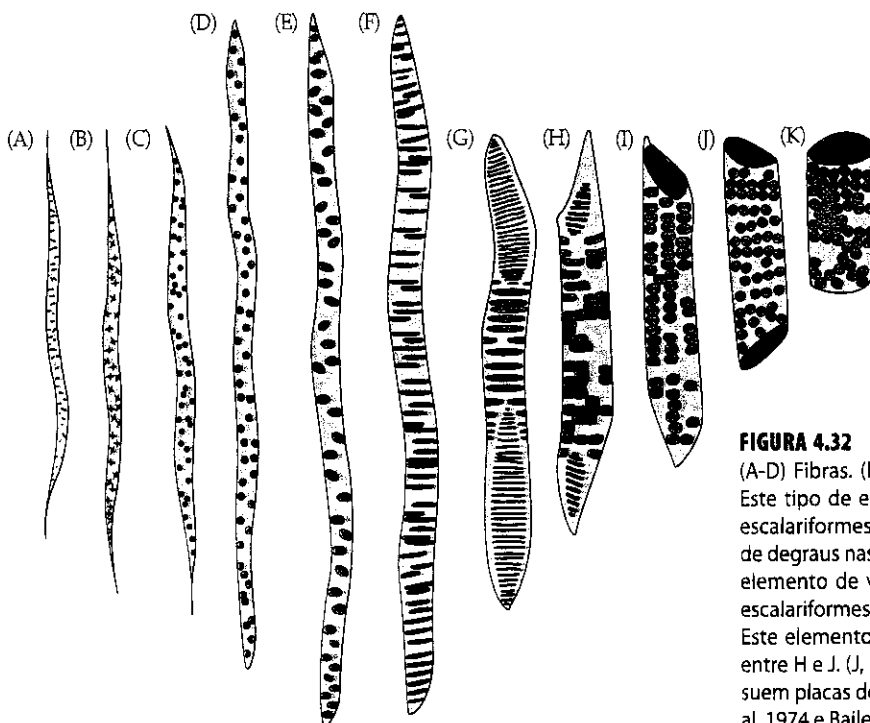 (A) (B) (C) (D) (E) (F) (G) (H) (I) (J) (K)
FIGURA 4.32
(A-D) Fibras.
Este tipo de
escalariformes
de degraus nas
elemento de
escalariformes
Este elemento
entre H e J. (J,
suem placas de
al. 1974 e